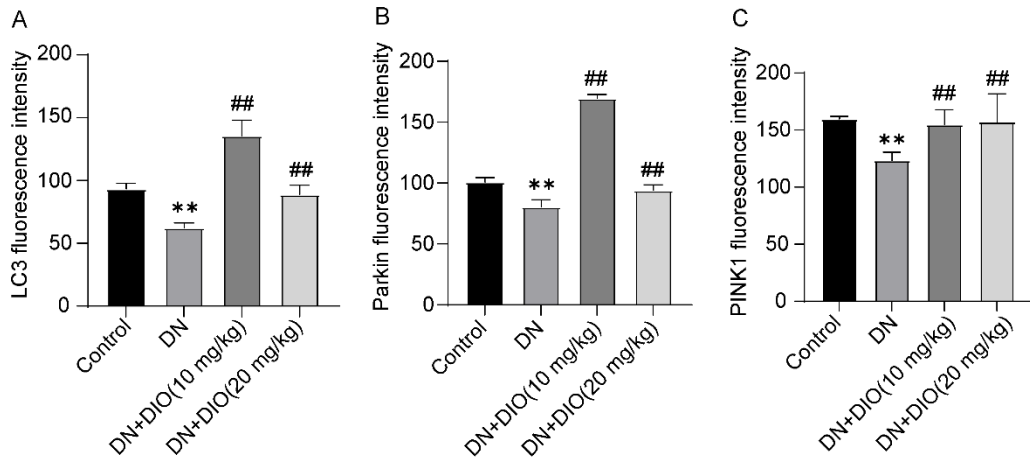 A
LC3 fluorescence intensity
200
150
100
50
0
**
##
##
Control
DN
DN+DIO(10 mg/kg)
DN+DIO(20 mg/kg)
B
Parkin fluorescence intensity
200
150
100
50
0
**
##
##
Control
DN
DN+DIO(10 mg/kg)
DN+DIO(20 mg/kg)
C
PINK1 fluorescence intensity
200
150
100
50
0
**
##
##
Control
DN
DN+DIO(10 mg/kg)
DN+DIO(20 mg/kg)